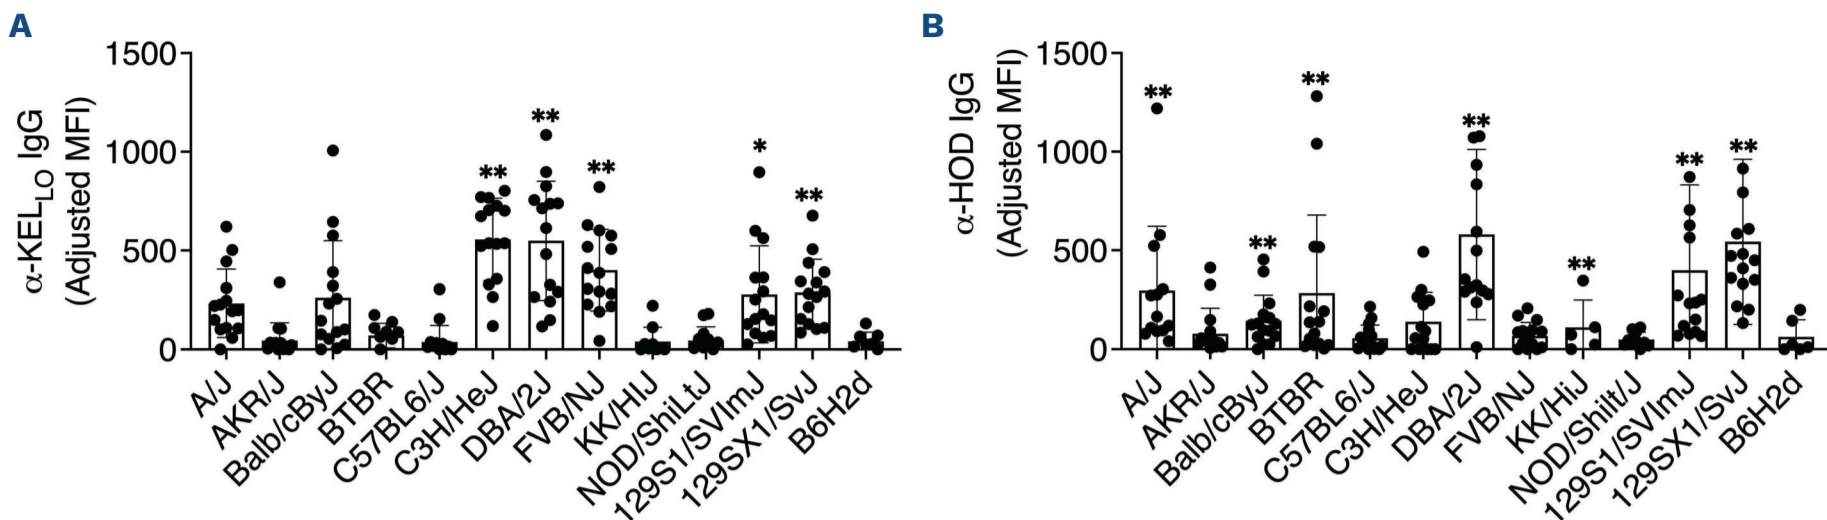 A
α-KEL_LO IgG
(Adjusted MFI)
1500
1000
500
0
**
**
**
*
**
A/J
AKR/J
Balb/cByJ
BTBR
C57BL6/J
C3H/HeJ
DBA/2J
FVB/NJ
KK/HIJ
NOD/ShiLtJ
129S1/SVImJ
129SX1/SvJ
B6H2d
B
α-HOD IgG
(Adjusted MFI)
1500
1000
500
0
**
**
**
**
**
**
**
A/J
AKR/J
Balb/cByJ
BTBR
C57BL6/J
C3H/HeJ
DBA/2J
FVB/NJ
KK/HiJ
NOD/Shilt/J
129S1/SVImJ
129SX1/SvJ
B6H2d